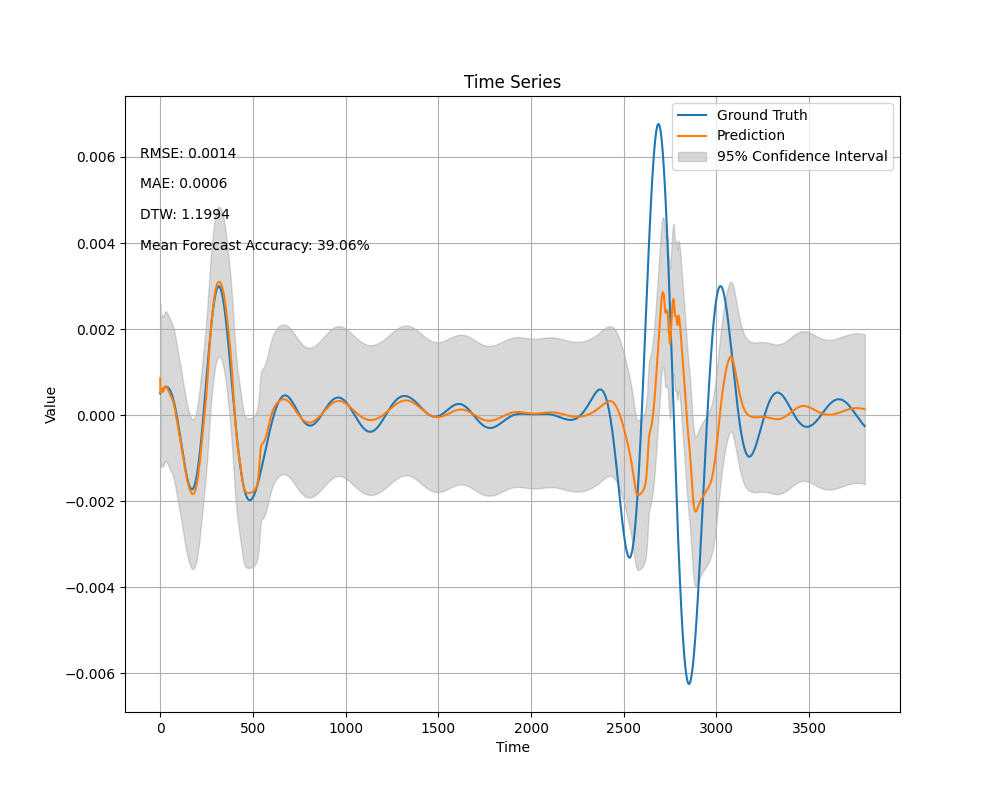 Time Series
Ground Truth
Prediction
95% Confidence Interval
RMSE: 0.0014
MAE: 0.0006
DTW: 1.1994
Mean Forecast Accuracy: 39.06%
0.006
0.004
0.002
0.000
−0.002
−0.004
−0.006
Value
0 500 1000 1500 2000 2500 3000 3500
Time